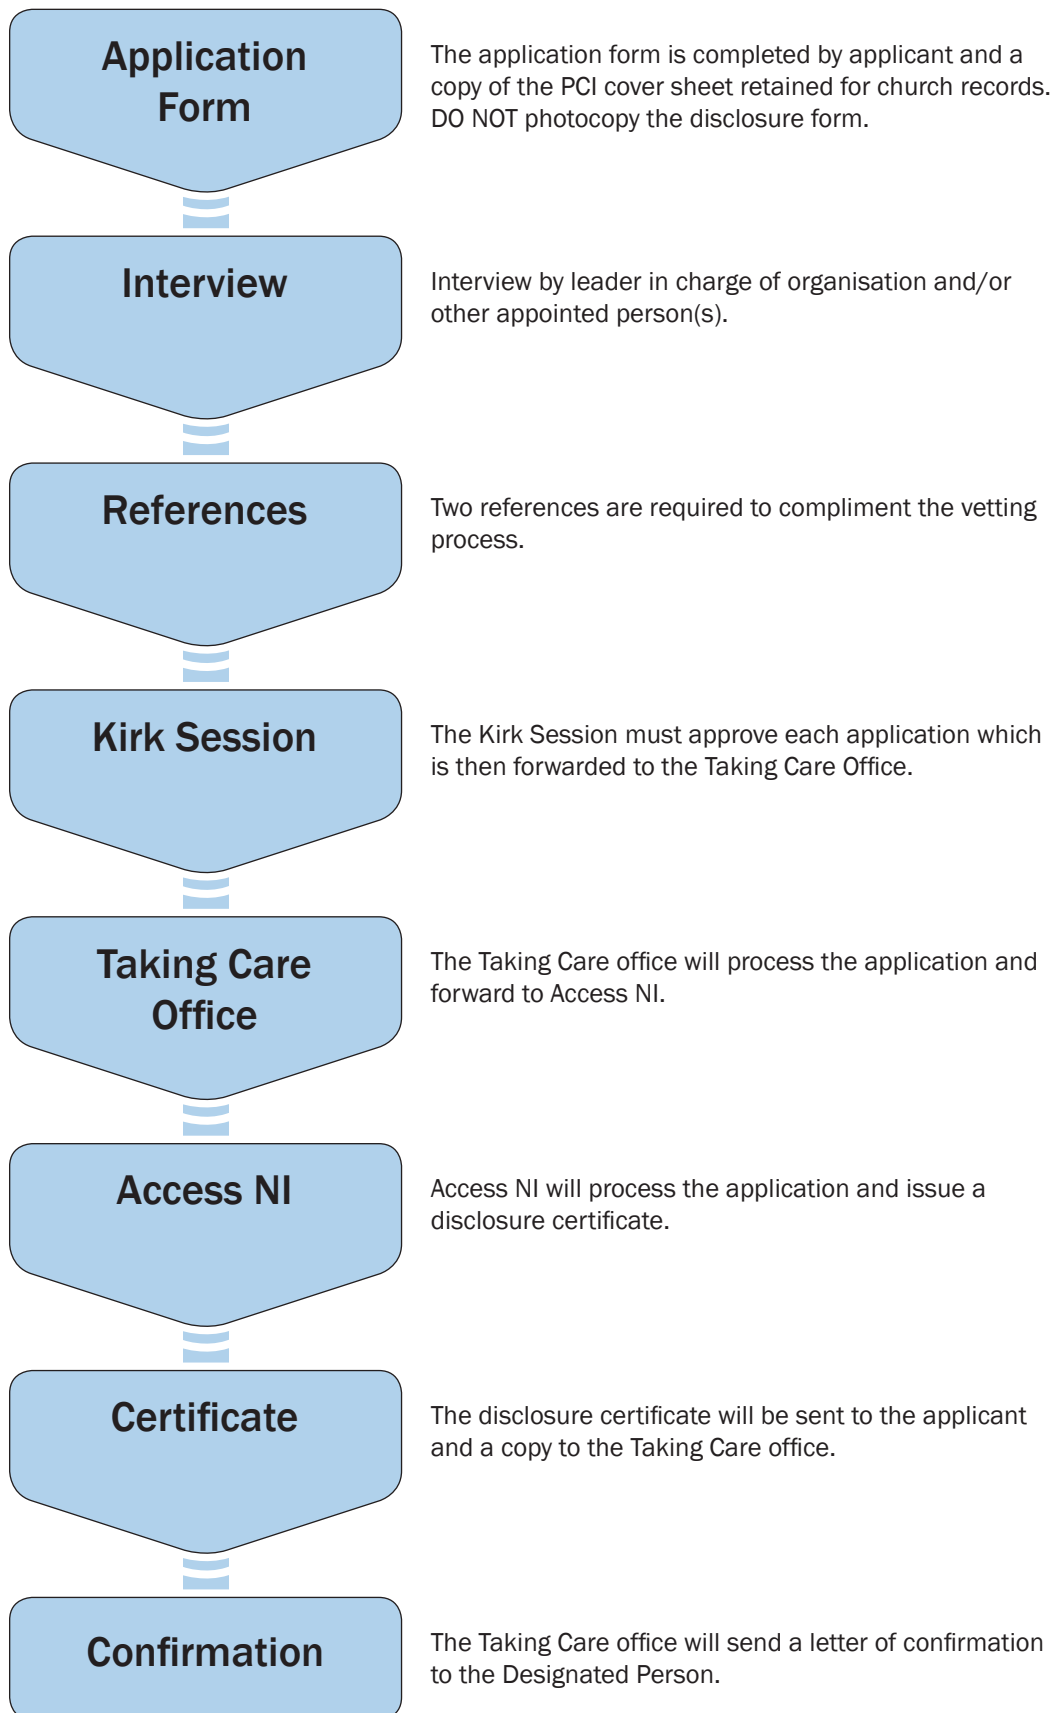 Application
Form
The application form is completed by applicant and a
copy of the PCI cover sheet retained for church records.
DO NOT photocopy the disclosure form.
Interview
Interview by leader in charge of organisation and/or
other appointed person(s).
References
Two references are required to compliment the vetting
process.
Kirk Session
The Kirk Session must approve each application which
is then forwarded to the Taking Care Office.
Taking Care
Office
The Taking Care office will process the application and
forward to Access NI.
Access NI
Access NI will process the application and issue a
disclosure certificate.
Certificate
The disclosure certificate will be sent to the applicant
and a copy to the Taking Care office.
Confirmation
The Taking Care office will send a letter of confirmation
to the Designated Person.